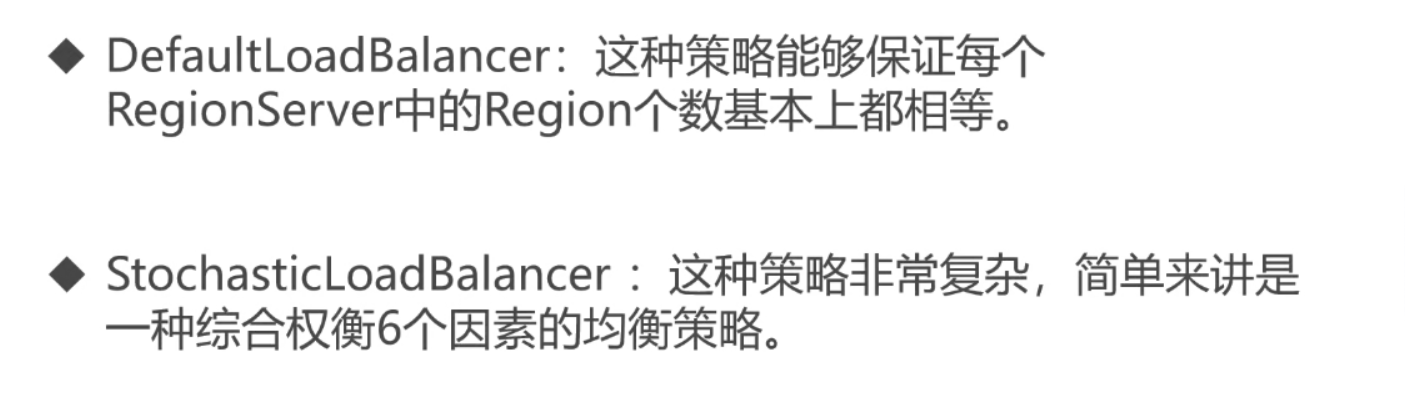 ◆ DefaultLoadBalancer：这种策略能够保证每个
RegionServer中的Region个数基本上都相等。
◆ StochasticLoadBalancer ：这种策略非常复杂，简单来讲是
一种综合权衡6个因素的均衡策略。